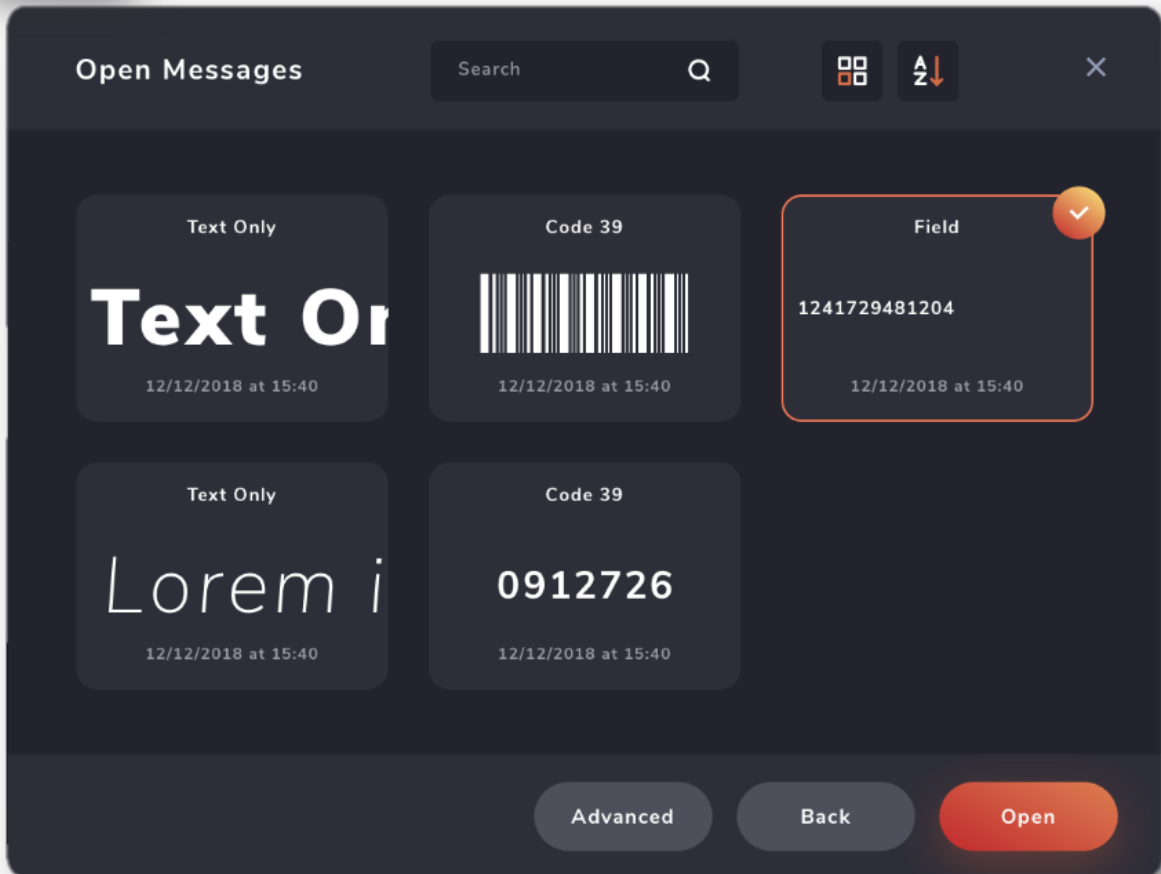 Open Messages
Search
A
Z
Text Only
Text Or
12/12/2018 at 15:40
Code 39
12/12/2018 at 15:40
Field
1241729481204
12/12/2018 at 15:40
Text Only
Lorem i
12/12/2018 at 15:40
Code 39
0912726
12/12/2018 at 15:40
Advanced
Back
Open